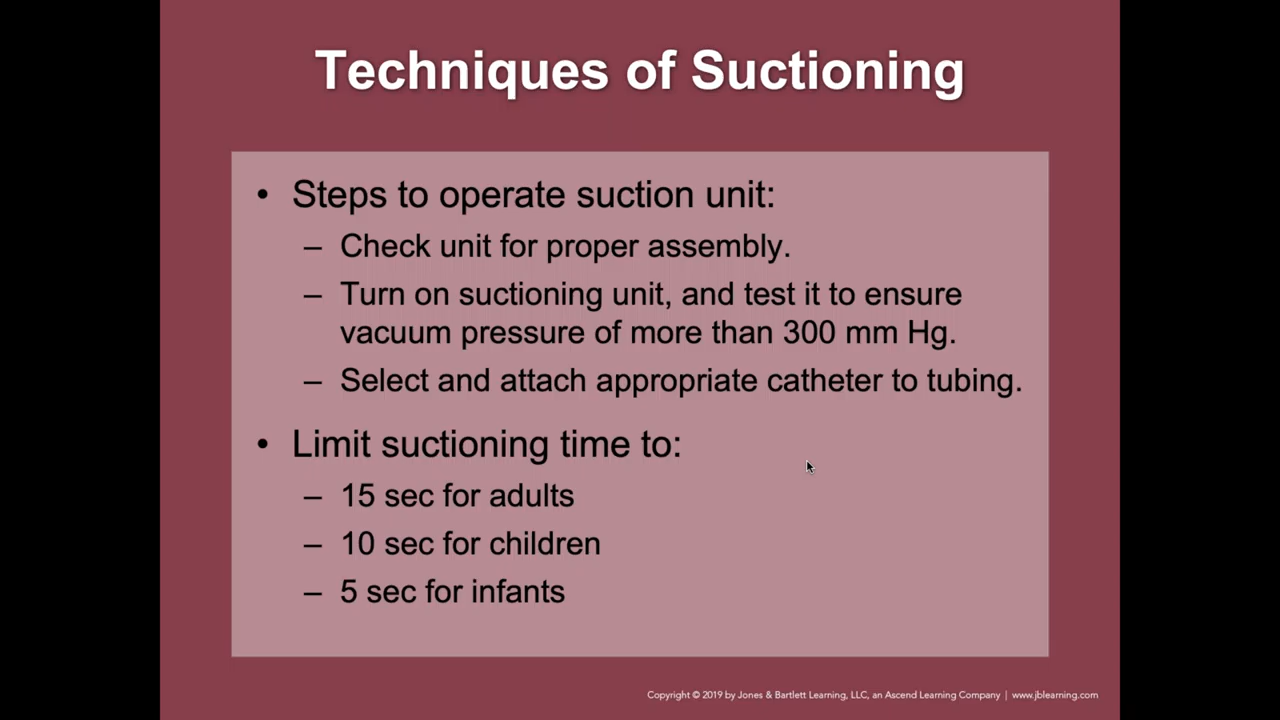 Techniques of Suctioning
• Steps to operate suction unit:
– Check unit for proper assembly.
– Turn on suctioning unit, and test it to ensure
vacuum pressure of more than 300 mm Hg.
– Select and attach appropriate catheter to tubing.
• Limit suctioning time to:
– 15 sec for adults
– 10 sec for children
– 5 sec for infants
Copyright © 2019 by Jones & Bartlett Learning, LLC, an Ascend Learning Company | www.jblearning.com